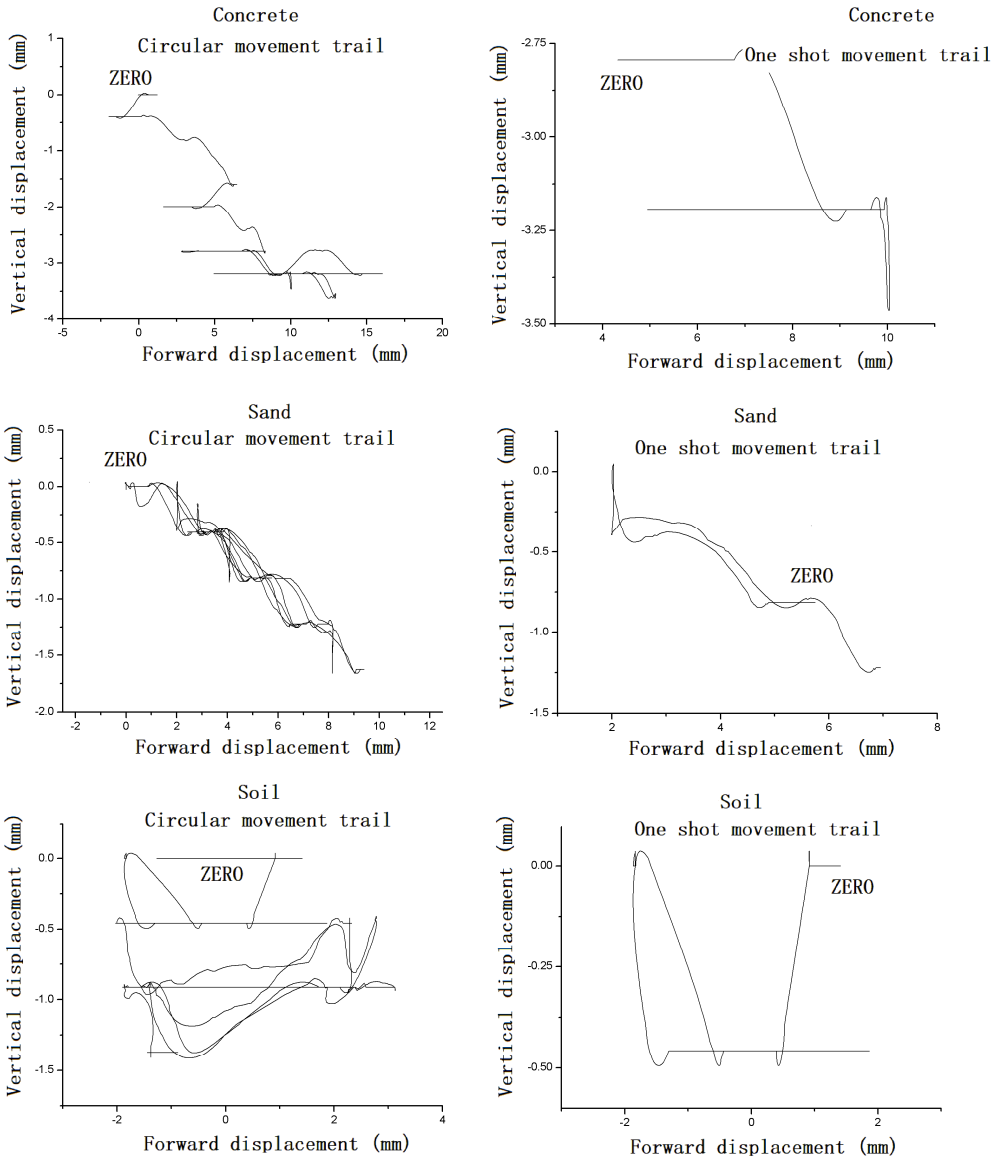 Concrete
Circular movement trail
ZERO
Vertical displacement (mm)
1
0
-1
-2
-3
-4
-5
0
5
10
15
20
Forward displacement (mm)
Concrete
One shot movement trail
ZERO
Vertical displacement (mm)
-2.75
-3.00
-3.25
-3.50
4
6
8
10
Forward displacement (mm)
Sand
Circular movement trail
ZERO
Vertical displacement (mm)
0.5
0.0
-0.5
-1.0
-1.5
-2.0
-2
0
2
4
6
8
10
12
Forward displacement (mm)
Sand
One shot movement trail
ZERO
Vertical displacement (mm)
0.0
-0.5
-1.0
-1.5
2
4
6
8
Forward displacement (mm)
Soil
Circular movement trail
ZERO
Vertical displacement (mm)
0.0
-0.5
-1.0
-1.5
-2
0
2
4
Forward displacement (mm)
Soil
One shot movement trail
ZERO
Vertical displacement (mm)
0.00
-0.25
-0.50
-2
0
2
Forward displacement (mm)